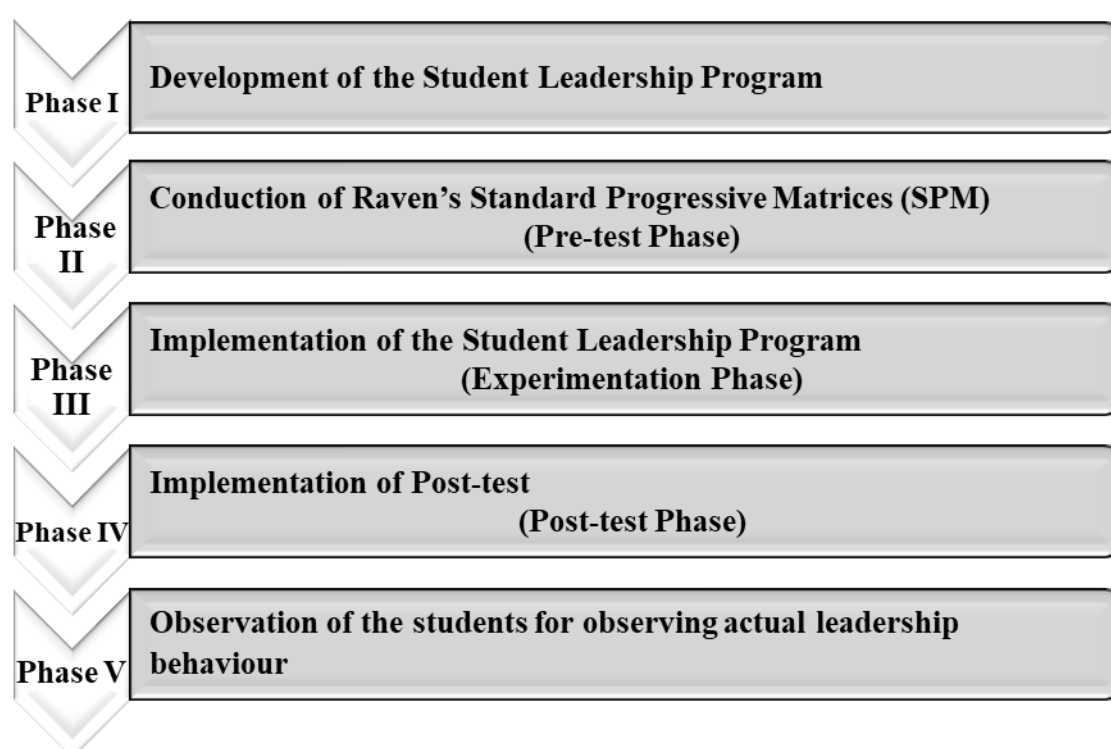 Phase I
Development of the Student Leadership Program
Phase
II
Conduction of Raven's Standard Progressive Matrices (SPM)
(Pre-test Phase)
Phase
III
Implementation of the Student Leadership Program
(Experimentation Phase)
Phase IV
Implementation of Post-test
(Post-test Phase)
Phase V
Observation of the students for observing actual leadership
behaviour